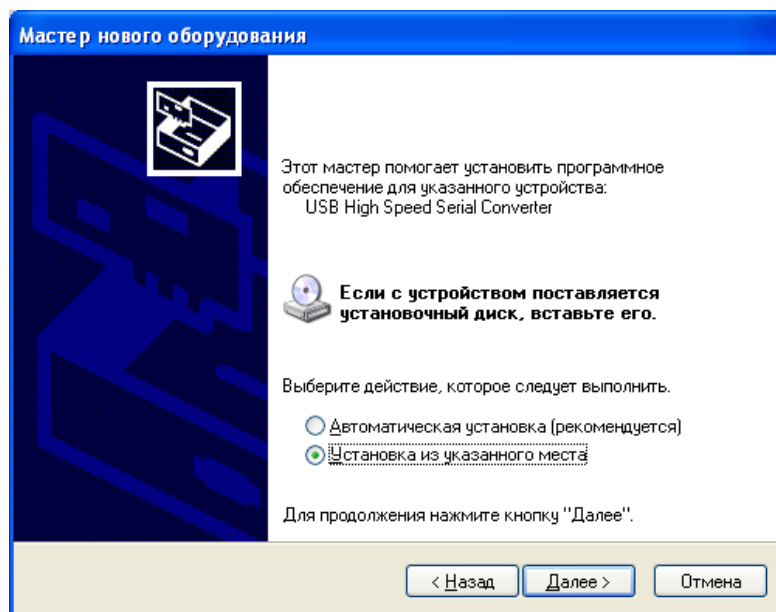 Мастер нового оборудования
Этот мастер помогает установить программное
обеспечение для указанного устройства:
USB High Speed Serial Converter
Если с устройством поставляется
установочный диск, вставьте его.
Выберите действие, которое следует выполнить.
Автоматическая установка (рекомендуется)
Установка из указанного места
Для продолжения нажмите кнопку "Далее".
< Назад Далее > Отмена